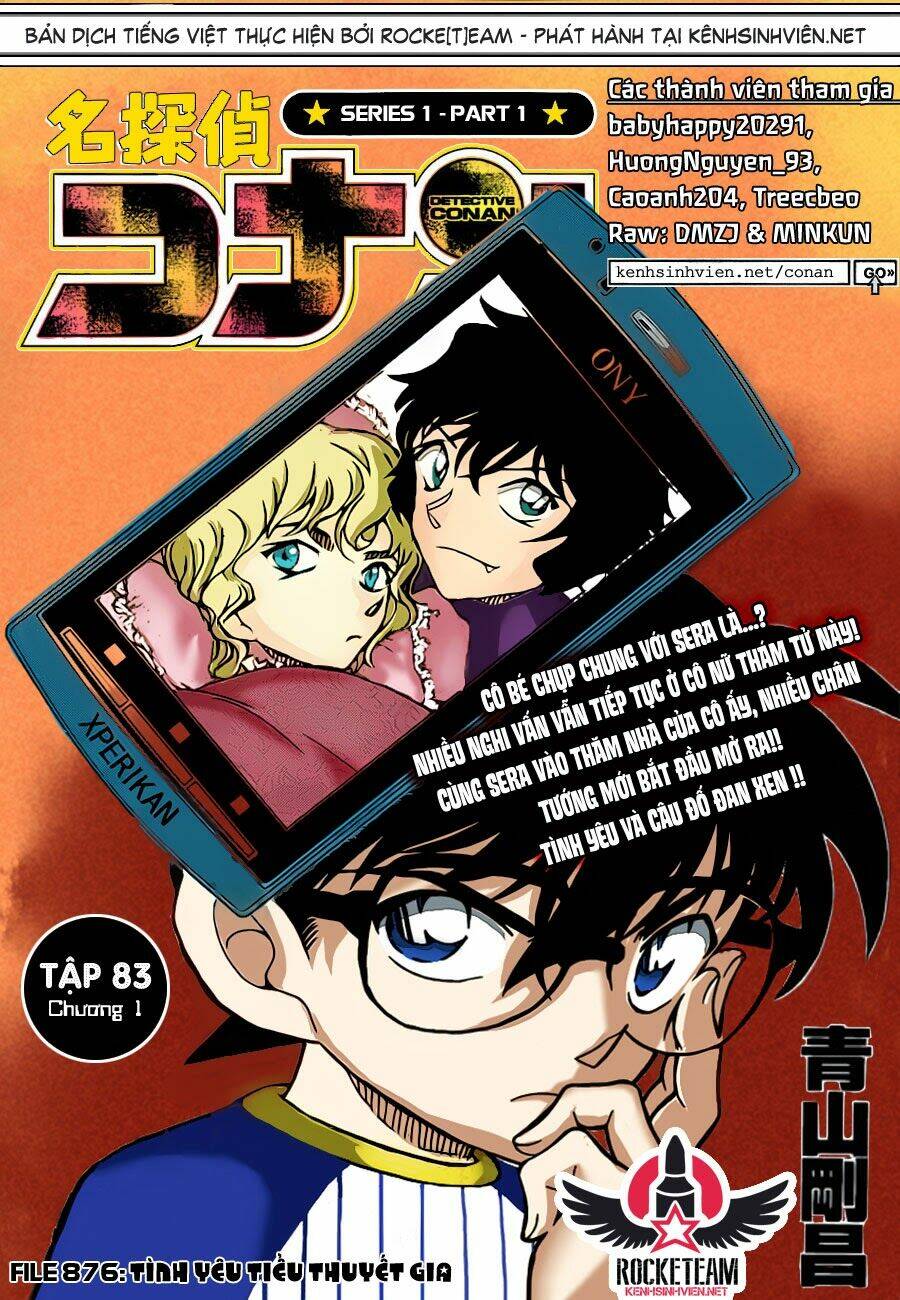 BẢN DỊCH TIẾNG VIỆT THỰC HIỆN BỞI ROCKE[T]EAM - PHÁT HÀNH TẠI KÊNHSINHVIÊN.NET
名探偵
SERIES 1 - PART 1
コナン
DETECTIVE
CONAN
Các thành viên tham gia
babyhappy20291,
HuongNguyen_93,
Caoanh204, Treecbeo
Raw: DMZJ & MINKUN
kenhsinhvien.net/conan
GO»
ONY
XPERIKAN
CÔ BÉ CHỤP CHUNG VỚI SERA LÀ...?
NHIỀU NGHI VẤN VẪN TIẾP TỤC Ở CÔ NỮ THÁM TỬ NÀY!
CÙNG SERA VÀO THĂM NHÀ CỦA CÔ ẤY, NHIỀU CHÂN
TƯỚNG MỚI BẮT ĐẦU MỞ RA!!
TÌNH YÊU VÀ CÂU ĐỐ ĐAN XEN !!
TẬP 83
Chương 1
青山剛昌
FILE 876: TÌNH YÊU TIỂU THUYẾT GIA
ROCKETEAM
KENHSINHVIEN.NET